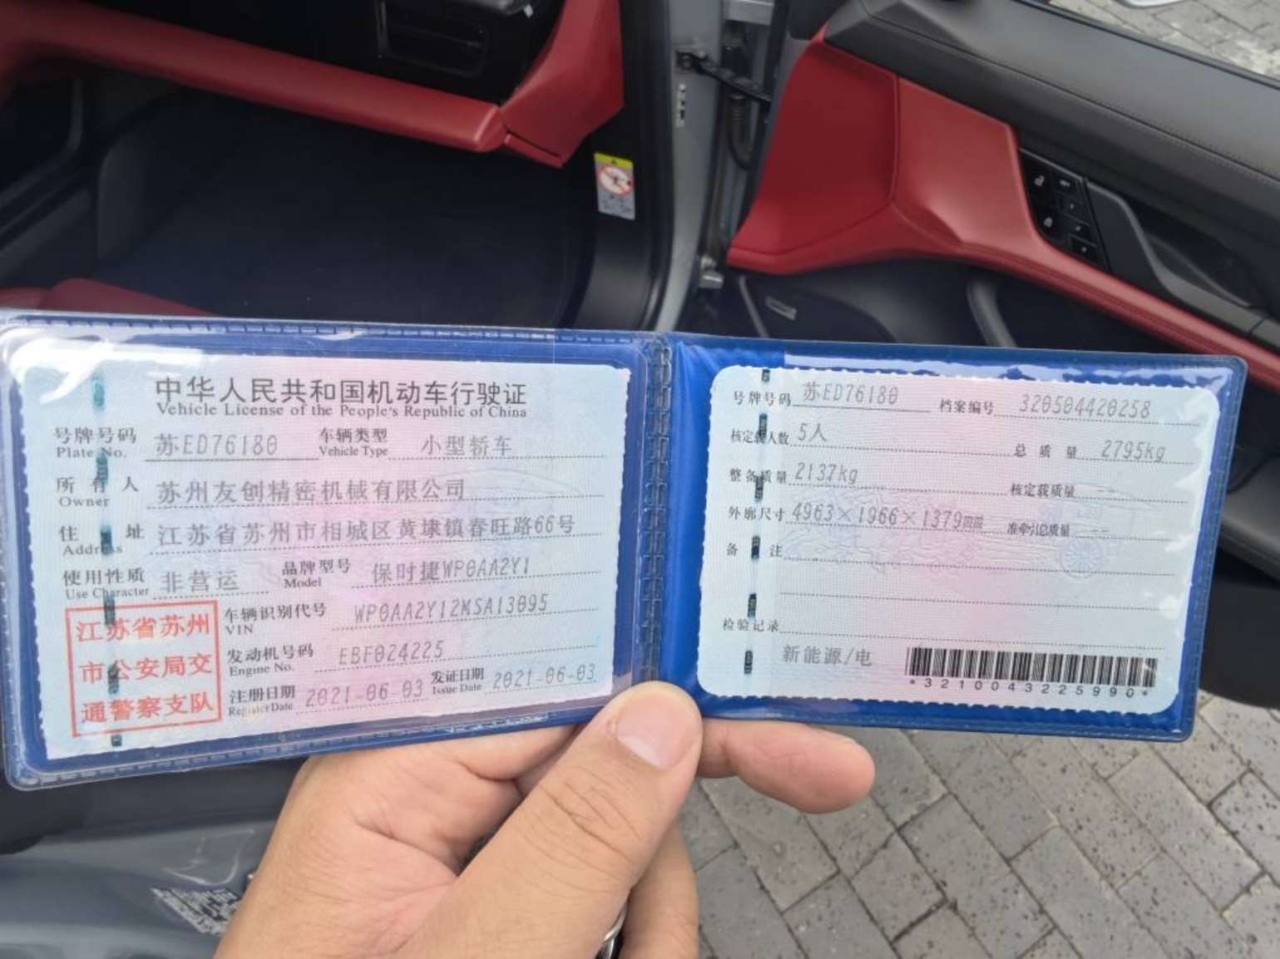 中华人民共和国机动车行驶证
Vehicle License of the People's Republic of China
号牌号码 苏ED76180 车辆类型 小型轿车
Plate No. Vehicle Type
所有人 苏州友创精密机械有限公司
Owner
住址 江苏省苏州市相城区黄埭镇春旺路66号
Address
使用性质 非营运 品牌型号 保时捷WP0AA2Y1
Use Character Model
江苏省苏州
市公安局交
通警察支队
车辆识别代号 WP0AA2Y12MSA13095
VIN
发动机号码 EBF024225
Engine No.
注册日期 2021-06-03 发证日期 2021-06-03
Register Date Issue Date
号牌号码 苏ED76180 档案编号 320504420258
核定载人数 5人 总质量 2795kg
整备质量 2137kg 核定载质量 --
外廓尺寸 4963×1966×1379mm 准牵引总质量 --
备注
检验记录
新能源/电
*3210043225990*